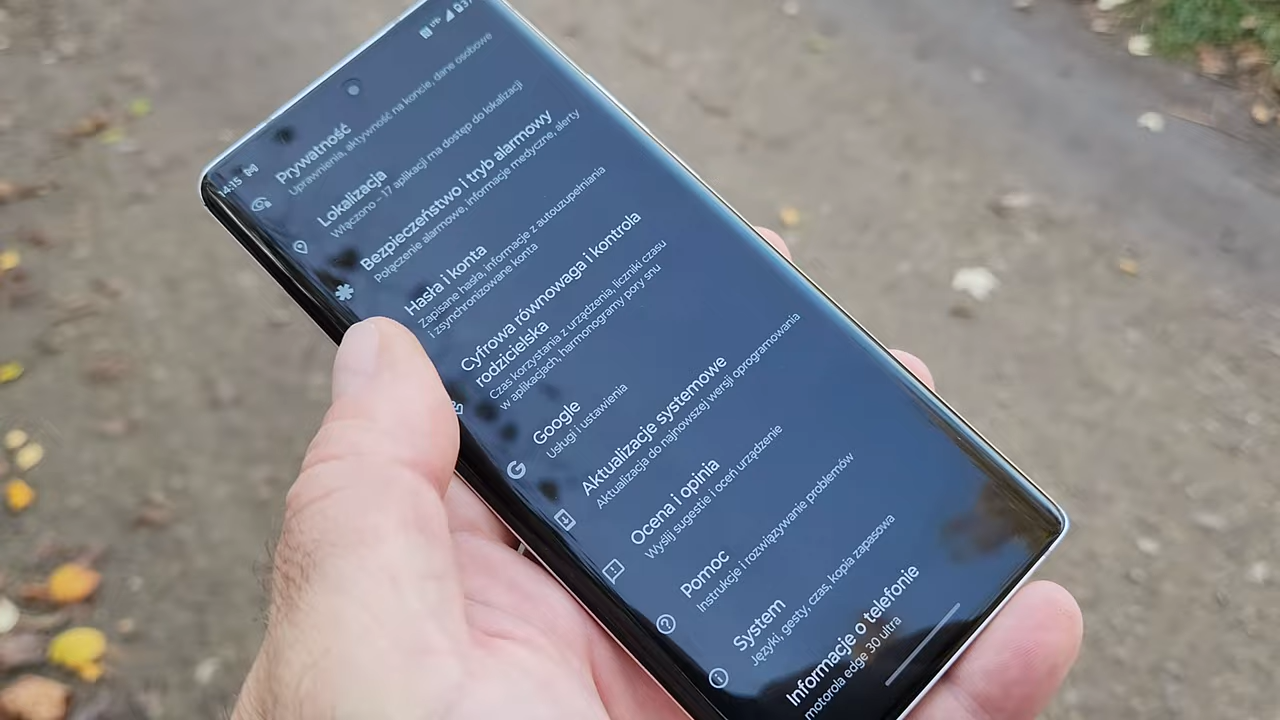 14:15
Prywatność
Uprawnienia, aktywność na koncie, dane osobowe
Lokalizacja
Włączono – 17 aplikacji ma dostęp do lokalizacji
Bezpieczeństwo i tryb alarmowy
Połączenie alarmowe, informacje medyczne, alerty
Hasła i konta
Zapisane hasła, informacje z autouzupełniania
i zsynchronizowane konta
Cyfrowa równowaga i kontrola
rodzicielska
Czas korzystania z urządzenia, liczniki czasu
w aplikacjach, harmonogramy pory snu
Google
Usługi i ustawienia
Aktualizacje systemowe
Aktualizacja do najnowszej wersji oprogramowania
Ocena i opinia
Wyślij sugestie i oceń urządzenie
Pomoc
Instrukcje i rozwiązywanie problemów
System
Języki, gesty, czas, kopia zapasowa
Informacje o telefonie
motorola edge 30 ultra